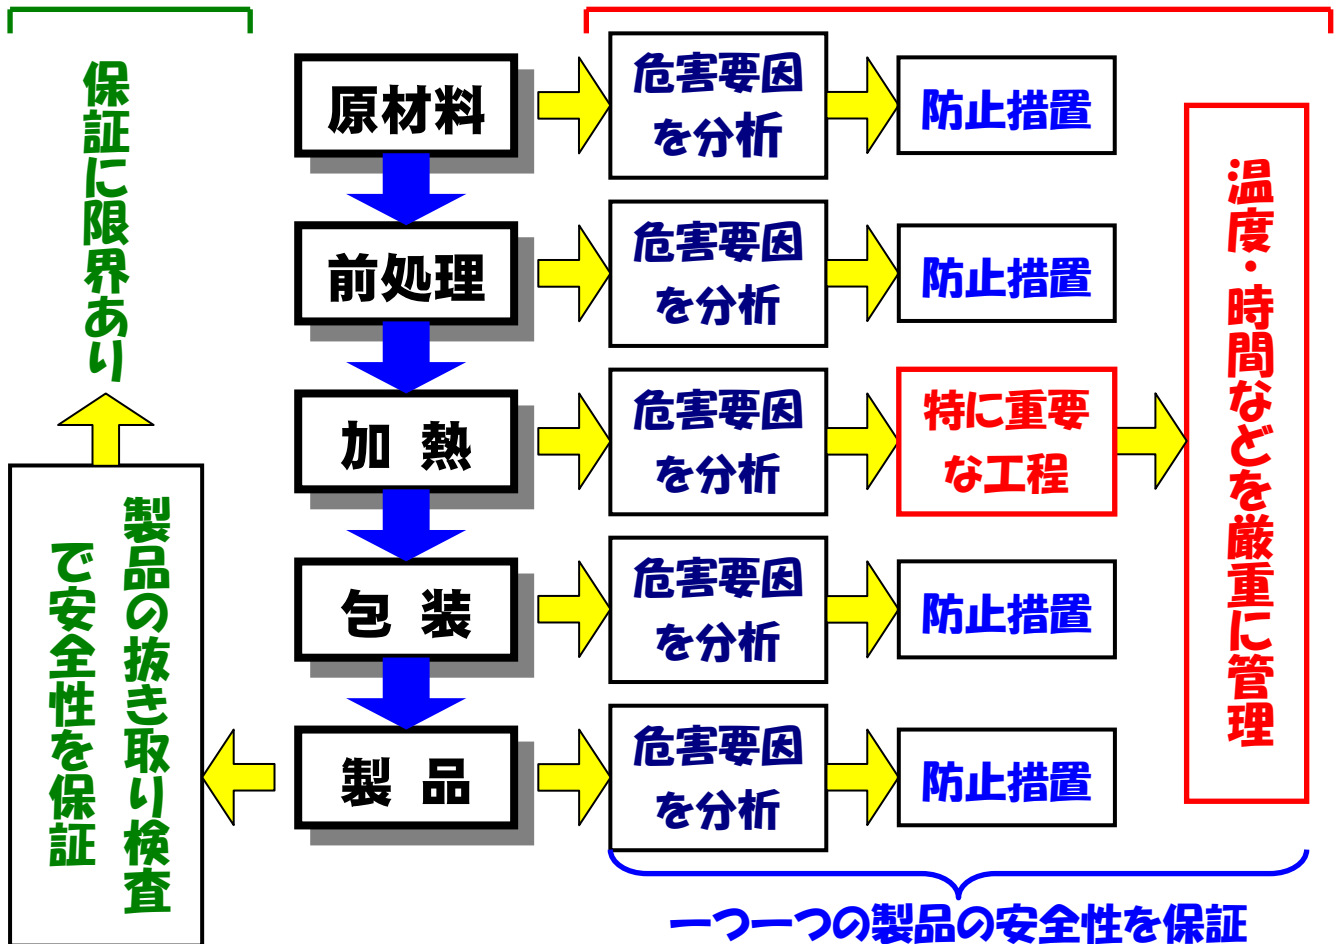 保証に限界あり
製品の抜き取り検査
で安全性を保証
原材料
危害要因
を分析
防止措置
前処理
危害要因
を分析
防止措置
加 熱
危害要因
を分析
特に重要
な工程
温度・時間などを厳重に管理
包 装
危害要因
を分析
防止措置
製 品
危害要因
を分析
防止措置
一つ一つの製品の安全性を保証